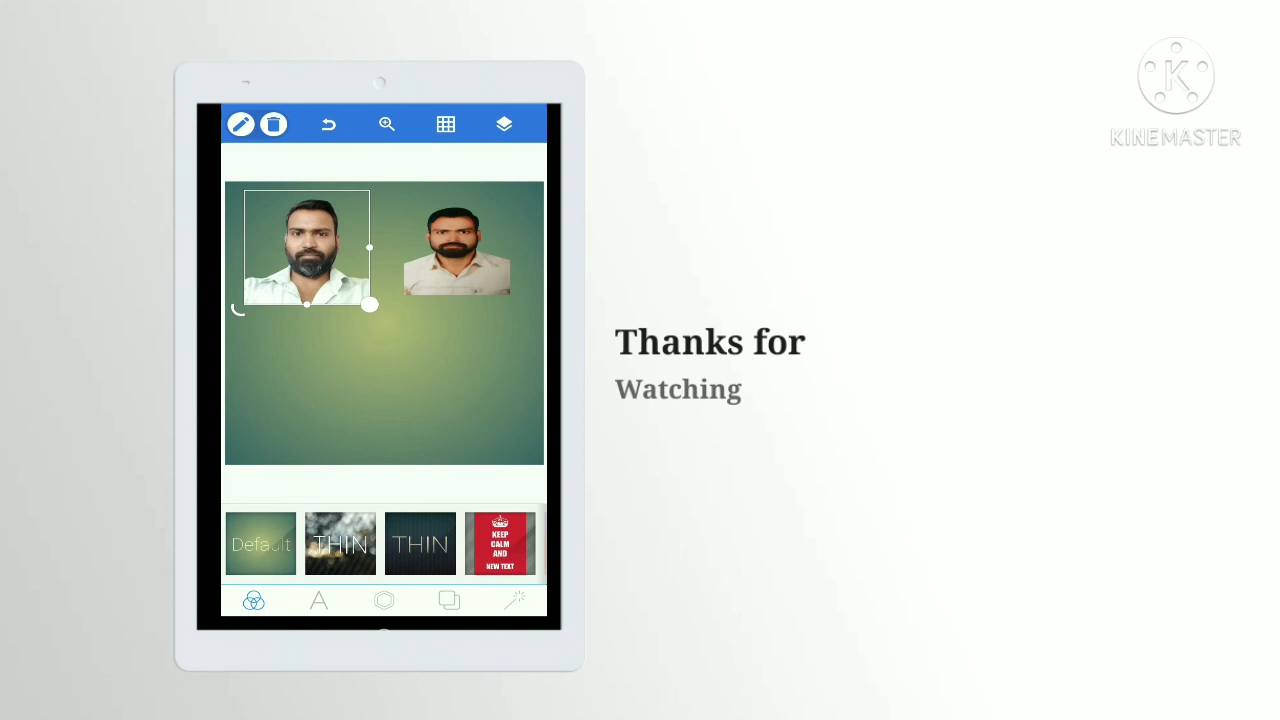 KINEMASTER
Thanks for
Watching
Default
THIN
THIN
KEEP
CALM
AND
NEW TEXT